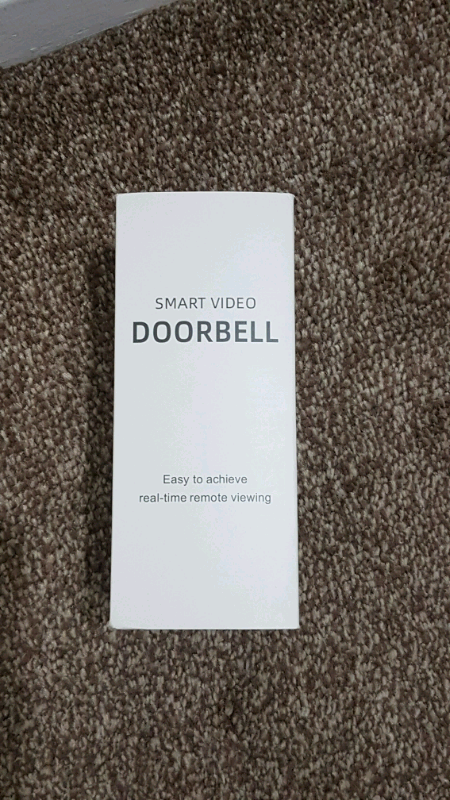 SMART VIDEO
DOORBELL
Easy to achieve
real-time remote viewing